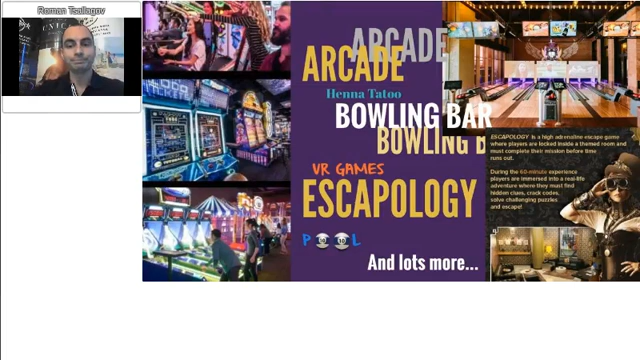 Roman Tsaliagov
ARCADE
ARCADE
Henna Tatoo
BOWLING BAR
BOWLING B
VR GAMES
ESCAPOLOGY
POOL
And lots more...
ESCAPOLOGY is a high adrenaline escape game
where players are locked inside a themed room and
must complete their mission before time
runs out.
During the 60-minute experience
players are immersed into a real-life
adventure where they must find
hidden clues, crack codes,
solve challenging puzzles
and escape!